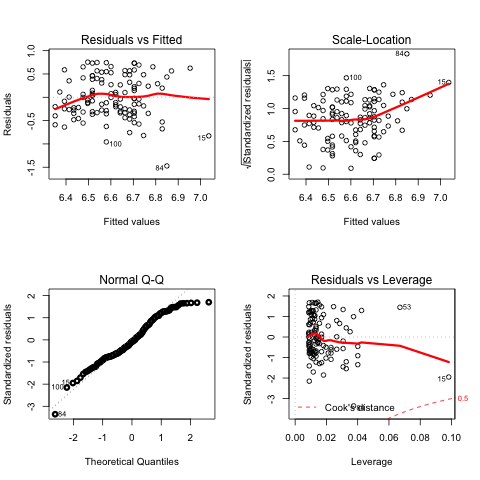 Residuals vs Fitted
Residuals
1.0
0.5
-0.5
-1.5
100
84
15
6.4 6.5 6.6 6.7 6.8 6.9 7.0
Fitted values
Scale-Location
√|Standardized residuals|
1.5
1.0
0.5
0.0
84
100
15
6.4 6.5 6.6 6.7 6.8 6.9 7.0
Fitted values
Normal Q-Q
Standardized residuals
2
1
0
-1
-2
-3
15
100
84
-2 -1 0 1 2
Theoretical Quantiles
Residuals vs Leverage
Standardized residuals
2
1
0
-1
-2
-3
53
15
0.5
Cook's distance
0.00 0.02 0.04 0.06 0.08 0.10
Leverage